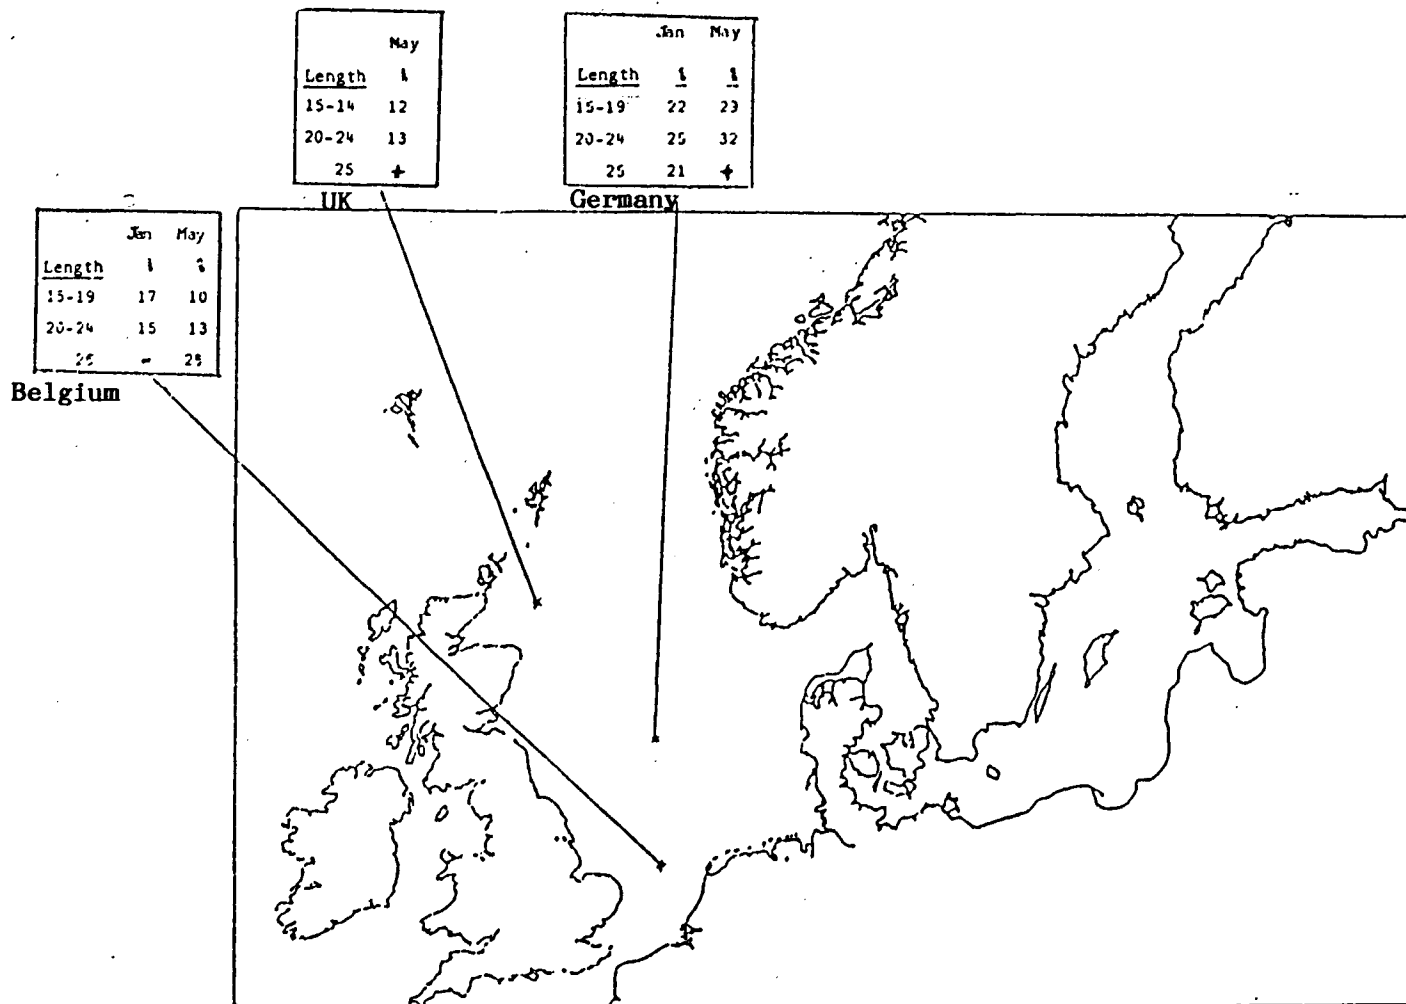 May
Length %
15-14 12
20-24 13
25 +
UK
Jan May
Length % %
15-19 22 23
20-24 25 32
25 21 +
Germany
Jan May
Length % %
15-19 17 10
20-24 15 13
25 - 25
Belgium